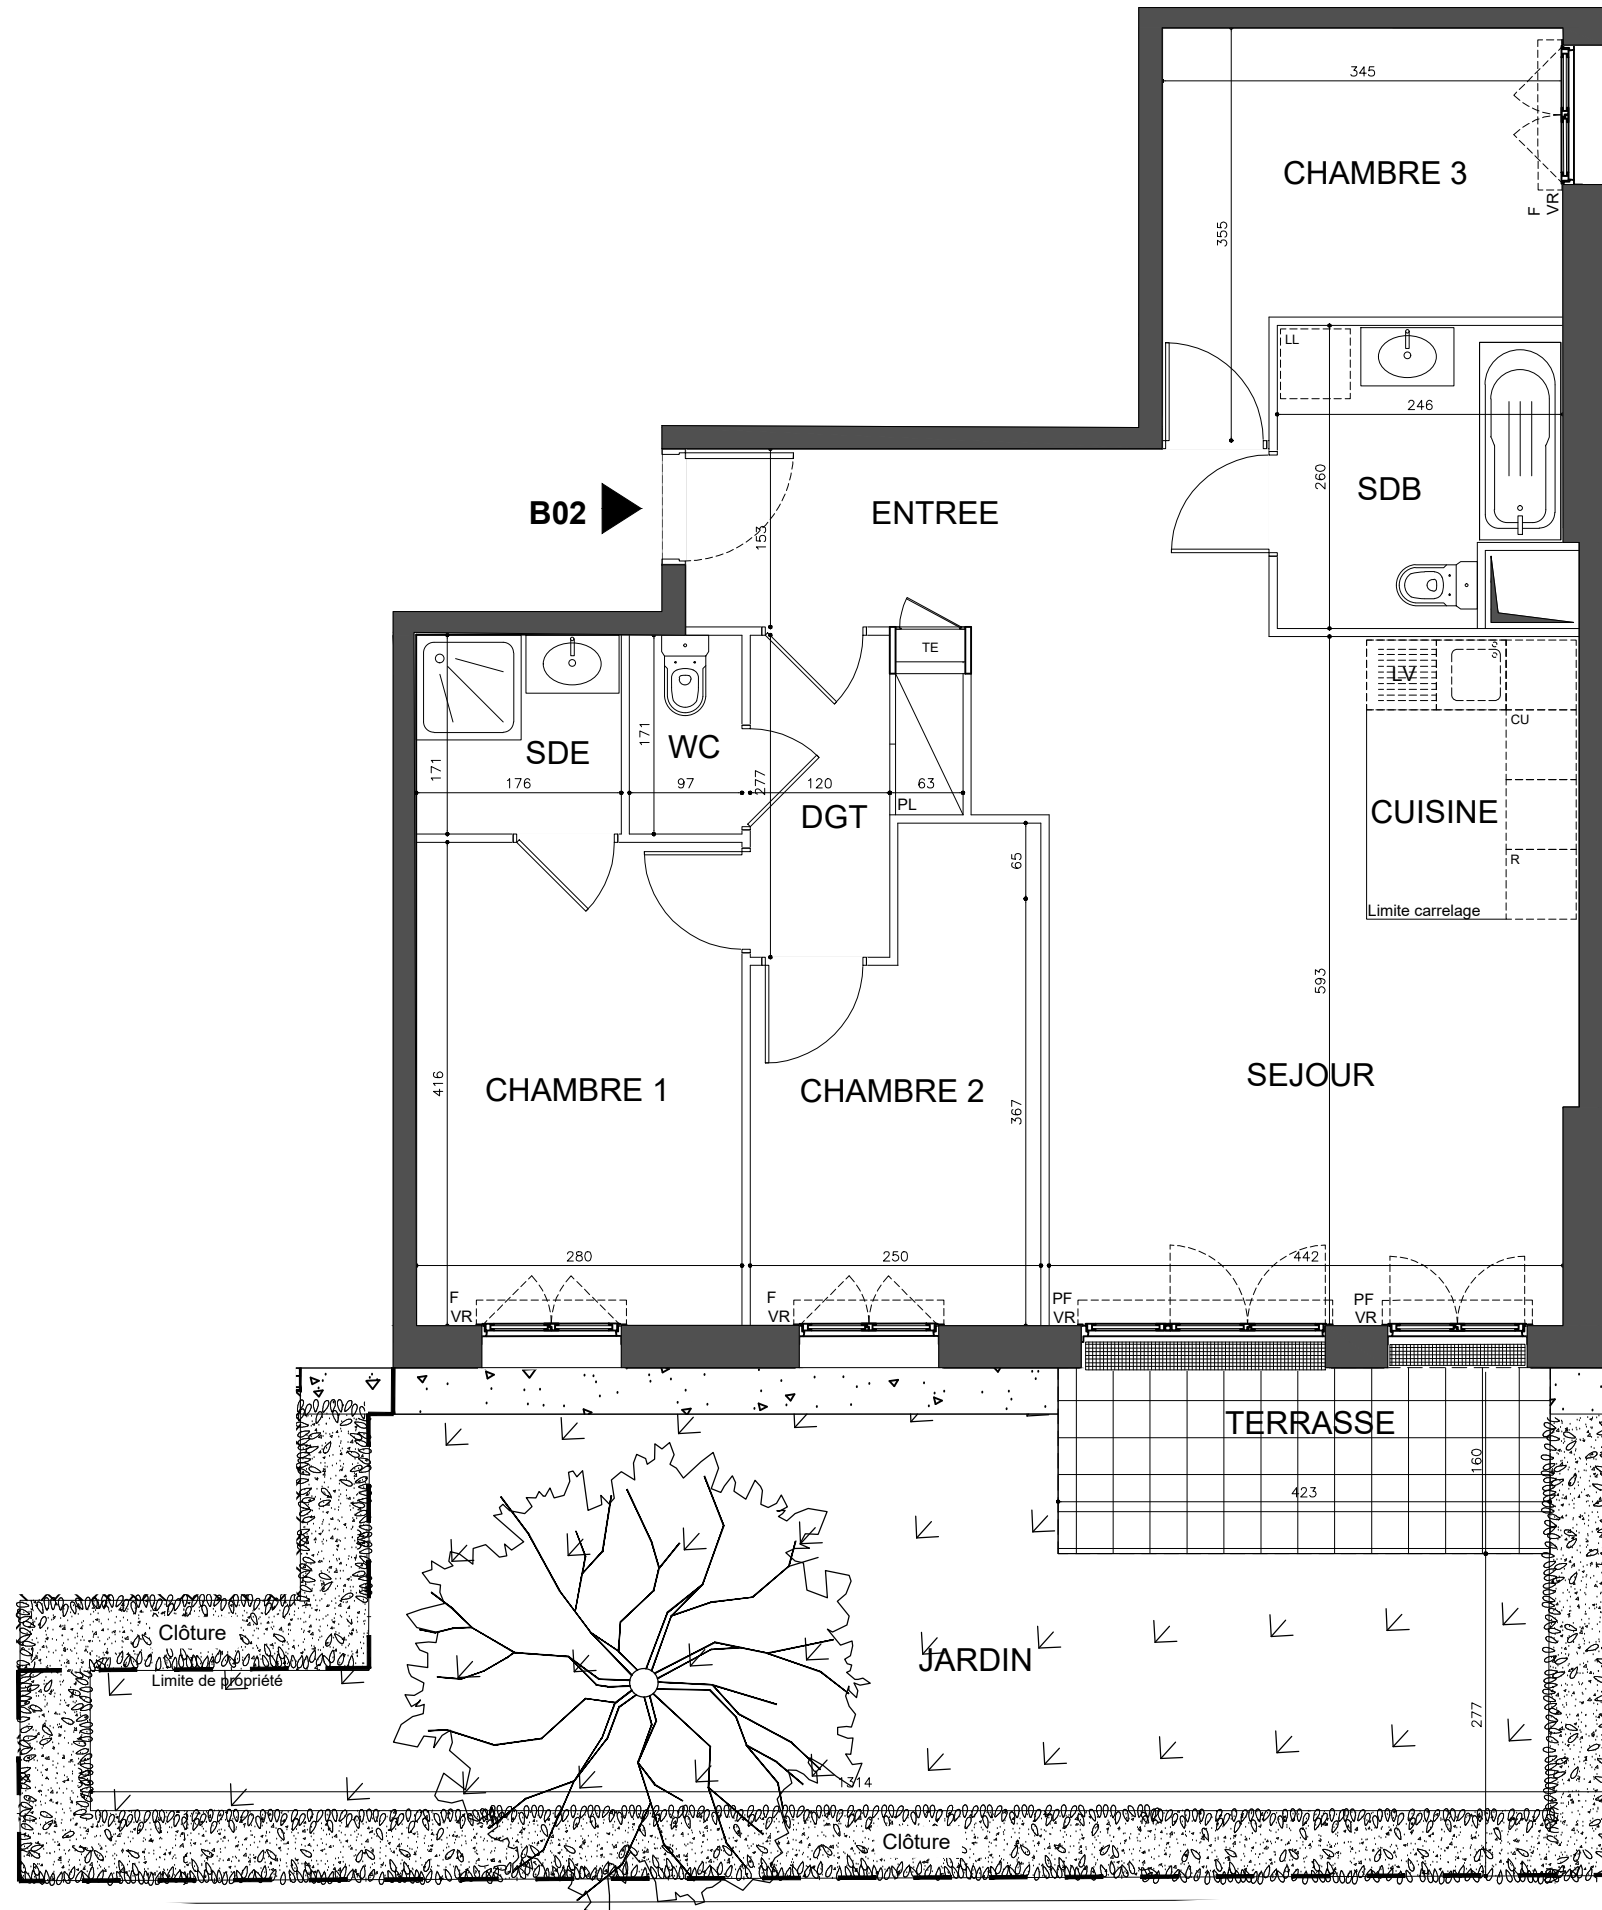 345
CHAMBRE 3
F
VR
355
LL
246
260
SDB
B02
ENTREE
153
TE
LV
CU
SDE
WC
171
171
176
97
277
120
63
PL
DGT
CUISINE
65
R
Limite carrelage
593
416
CHAMBRE 1
CHAMBRE 2
367
SEJOUR
280
250
442
F
VR
F
VR
PF
VR
PF
VR
TERRASSE
160
423
Clôture
Limite de propriété
JARDIN
277
1314
Clôture